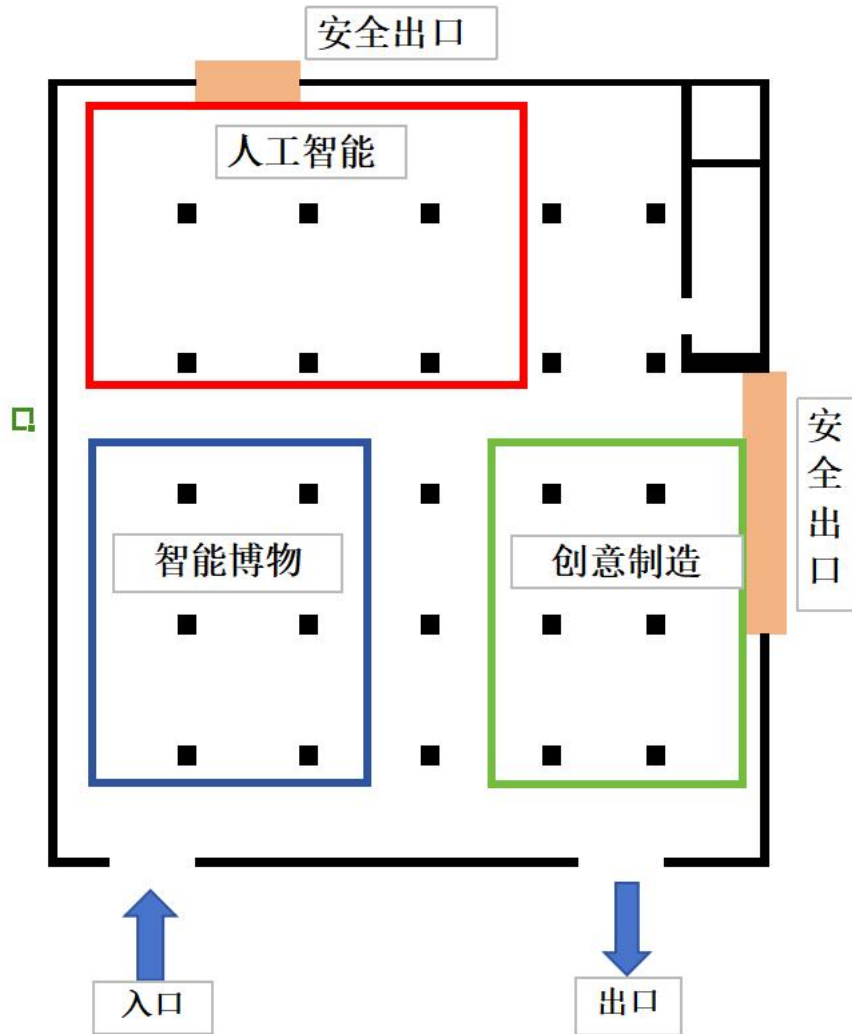 安全出口
人工智能
安全出口
智能博物
创意制造
入口
出口